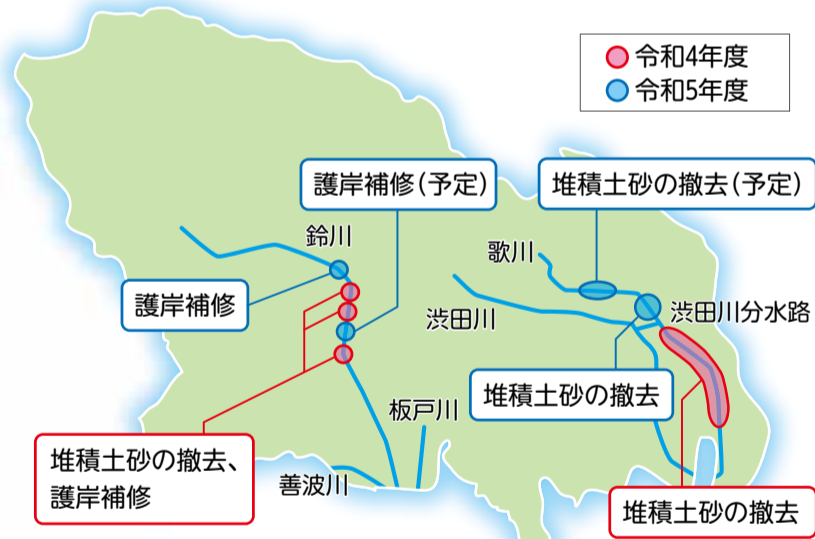 令和4年度
令和5年度
護岸補修（予定）
堆積土砂の撤去（予定）
鈴川
歌川
護岸補修
渋田川
渋田川分水路
堆積土砂の撤去
板戸川
堆積土砂の撤去、
護岸補修
善波川
堆積土砂の撤去